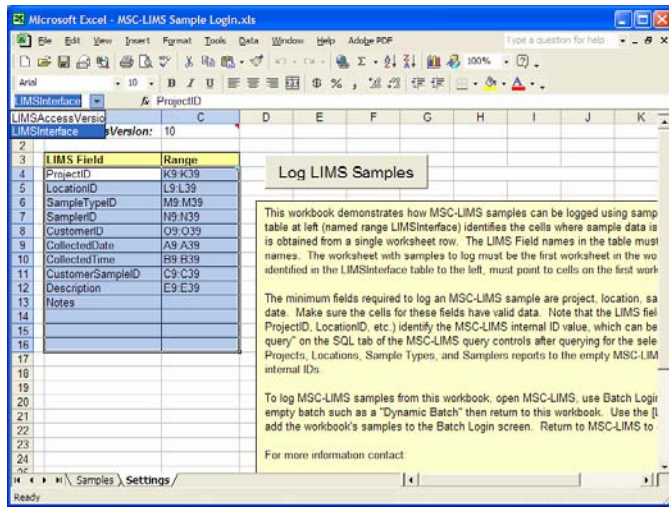 Microsoft Excel - MSC-LIMS Sample Login.xls
File Edit View Insert Format Tools Data Window Help Adobe PDF Type a question for help
100%
Arial 10 B I U $ % ,
LIMSInterface fx ProjectID
LIMSAccessVersio C D E F G H I J K
LIMSInterface sVersion: 10
2
3 LIMS Field Range
4 ProjectID K9:K39
5 LocationID L9:L39
6 SampleTypeID M9:M39
7 SamplerID N9:N39
8 CustomerID O9:O39
9 CollectedDate A9:A39
10 CollectedTime B9:B39
11 CustomerSampleID C9:C39
12 Description E9:E39
13 Notes
14
15
16
17
18
19
20
21
22
23
24
25
Log LIMS Samples
This workbook demonstrates how MSC-LIMS samples can be logged using samp
table at left (named range LIMSInterface) identifies the cells where sample data is
is obtained from a single worksheet row. The LIMS Field names in the table must
names. The worksheet with samples to log must be the first worksheet in the wo
identified in the LIMSInterface table to the left, must point to cells on the first work
The minimum fields required to log an MSC-LIMS sample are project, location, sa
date. Make sure the cells for these fields have valid data. Note that the LIMS fiel
ProjectID, LocationID, etc.) identify the MSC-LIMS internal ID value, which can be
query" on the SQL tab of the MSC-LIMS query controls after querying for the sele
Projects, Locations, Sample Types, and Samplers reports to the empty MSC-LIM
internal IDs.
To log MSC-LIMS samples from this workbook, open MSC-LIMS, use Batch Login
empty batch such as a "Dynamic Batch" then return to this workbook. Use the [L
add the workbook's samples to the Batch Login screen. Return to MSC-LIMS to
For more information contact
Samples Settings
Ready